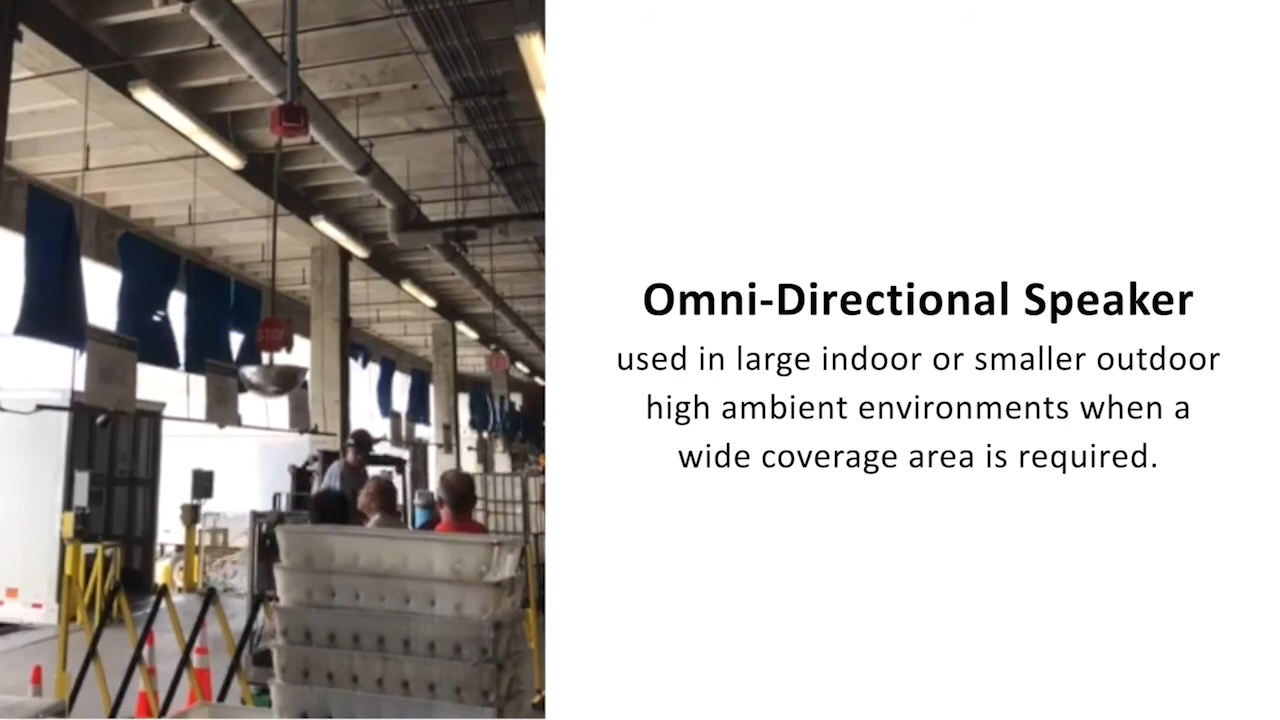 STOP
Omni-Directional Speaker
used in large indoor or smaller outdoor
high ambient environments when a
wide coverage area is required.